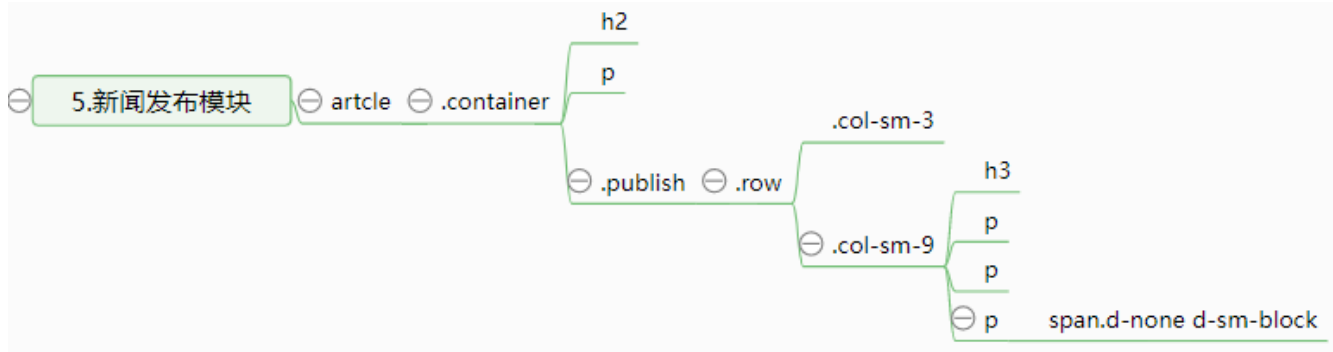 h2
p
5.新闻发布模块
artcle
.container
.col-sm-3
.publish
.row
h3
p
.col-sm-9
p
p
span.d-none d-sm-block